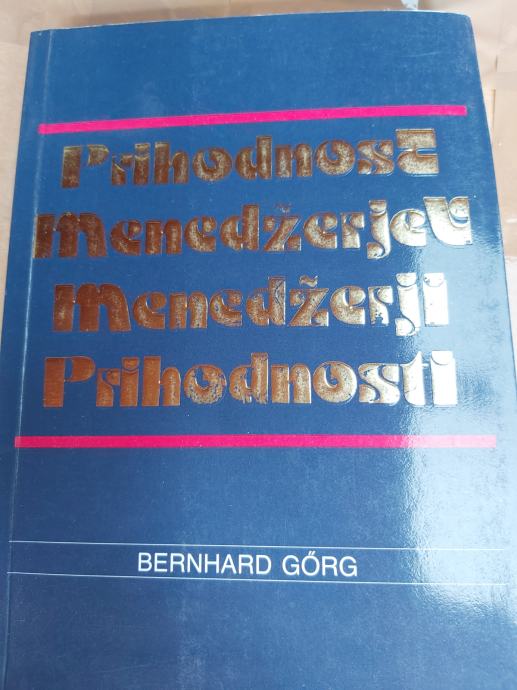 Prihodnost
Menedžerjev
Menedžerji
Prihodnosti
BERNHARD GŐRG